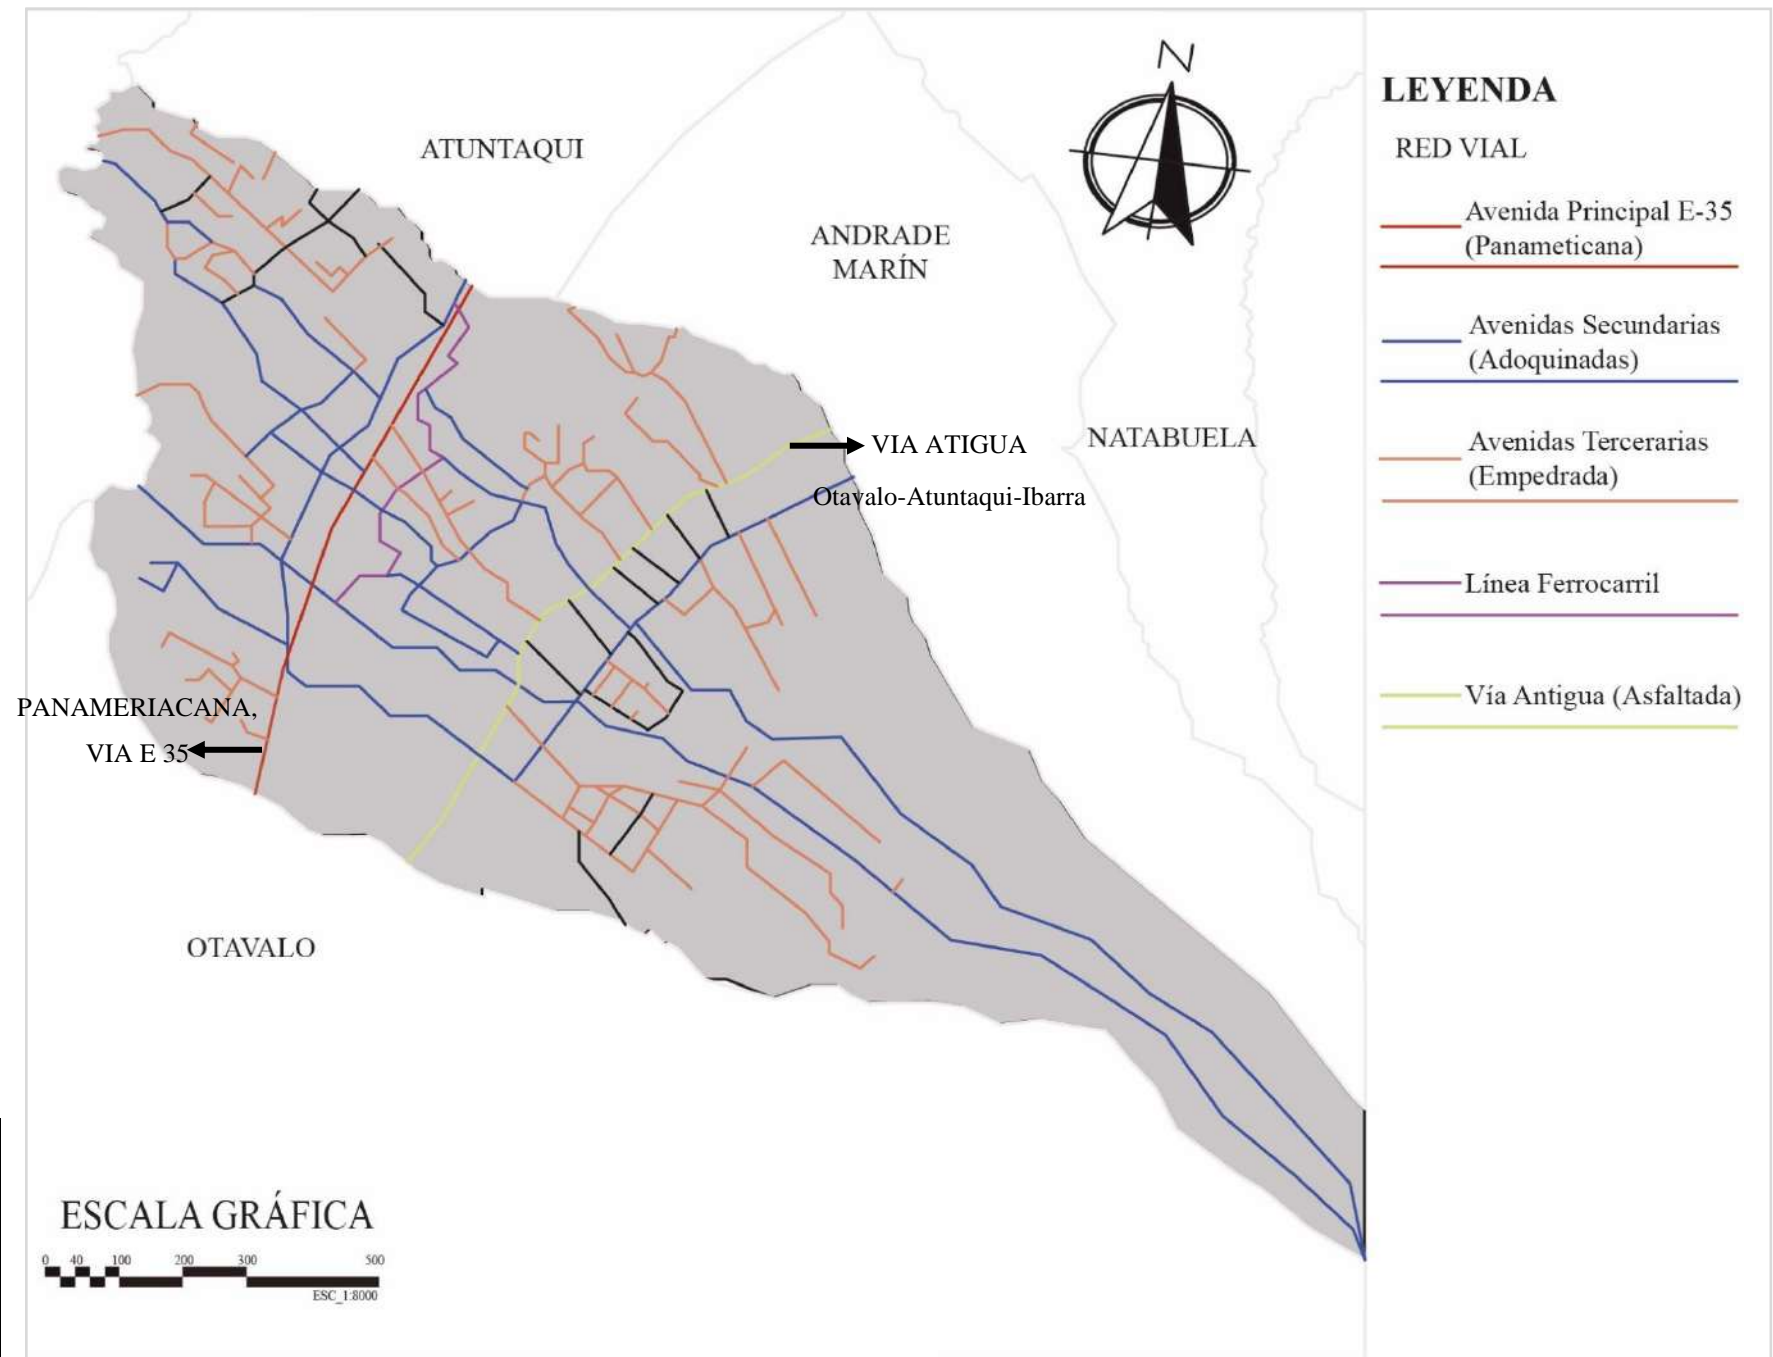 N
ATUNTAQUI
ANDRADE
MARÍN
NATABUELA
VIA ATIGUA
Otavalo-Atuntaqui-Ibarra
PANAMERIACANA,
VIA E 35
OTAVALO
ESCALA GRÁFICA
0 40 100 200 300 500
ESC_1:8000
LEYENDA
RED VIAL
Avenida Principal E-35
(Panameticana)
Avenidas Secundarias
(Adoquinadas)
Avenidas Tercerarias
(Empedrada)
Línea Ferrocarril
Vía Antigua (Asfaltada)